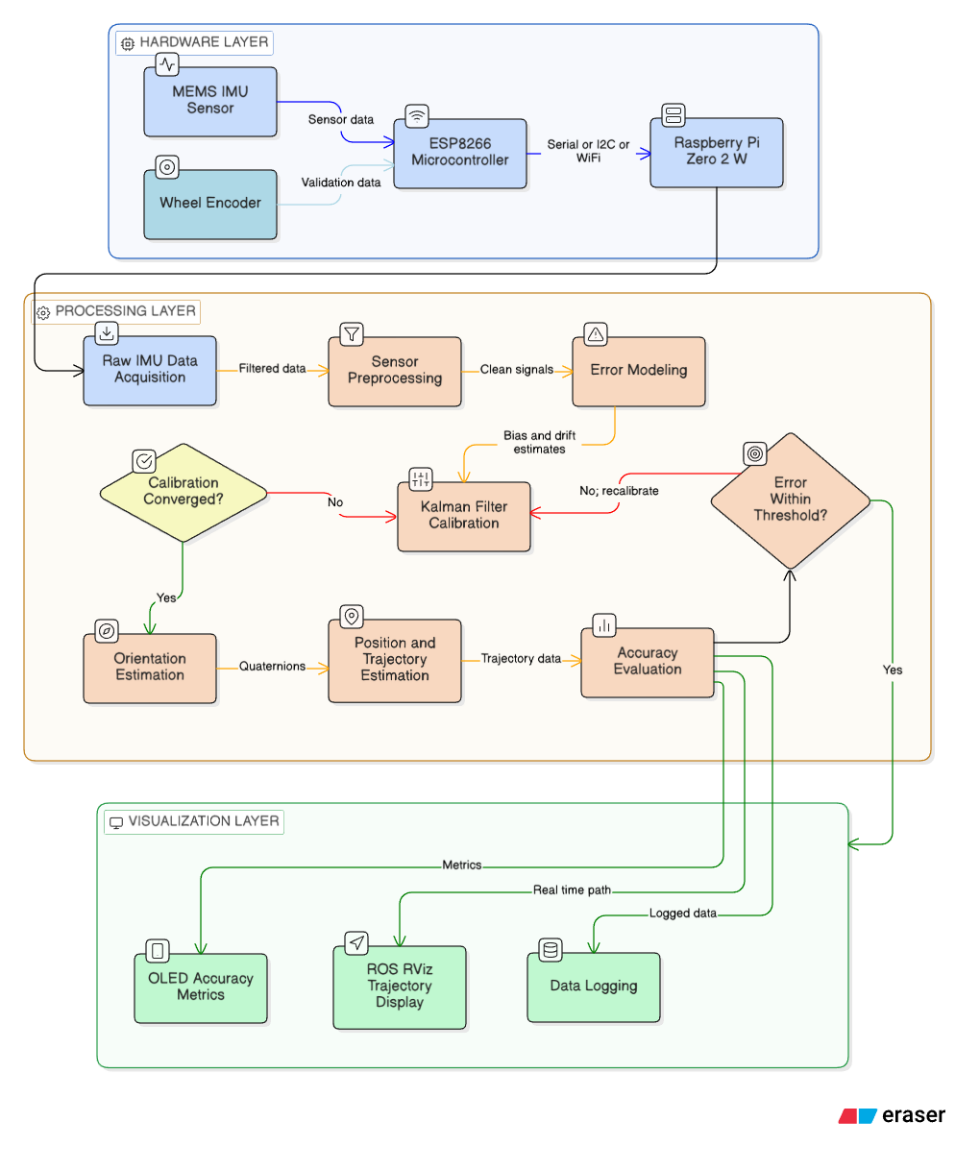 HARDWARE LAYER
MEMS IMU
Sensor
Sensor data
ESP8266
Microcontroller
Serial or I2C or
WiFi
Raspberry Pi
Zero 2 W
Validation data
Wheel Encoder
PROCESSING LAYER
Raw IMU Data
Acquisition
Filtered data
Sensor
Preprocessing
Clean signals
Error Modeling
Bias and drift
estimates
Calibration
Converged?
No
Kalman Filter
Calibration
No; recalibrate
Error
Within
Threshold?
Yes
Orientation
Estimation
Quaternions
Position and
Trajectory
Estimation
Trajectory data
Accuracy
Evaluation
Yes
VISUALIZATION LAYER
Metrics
Real time path
Logged data
OLED Accuracy
Metrics
ROS RViz
Trajectory
Display
Data Logging
eraser